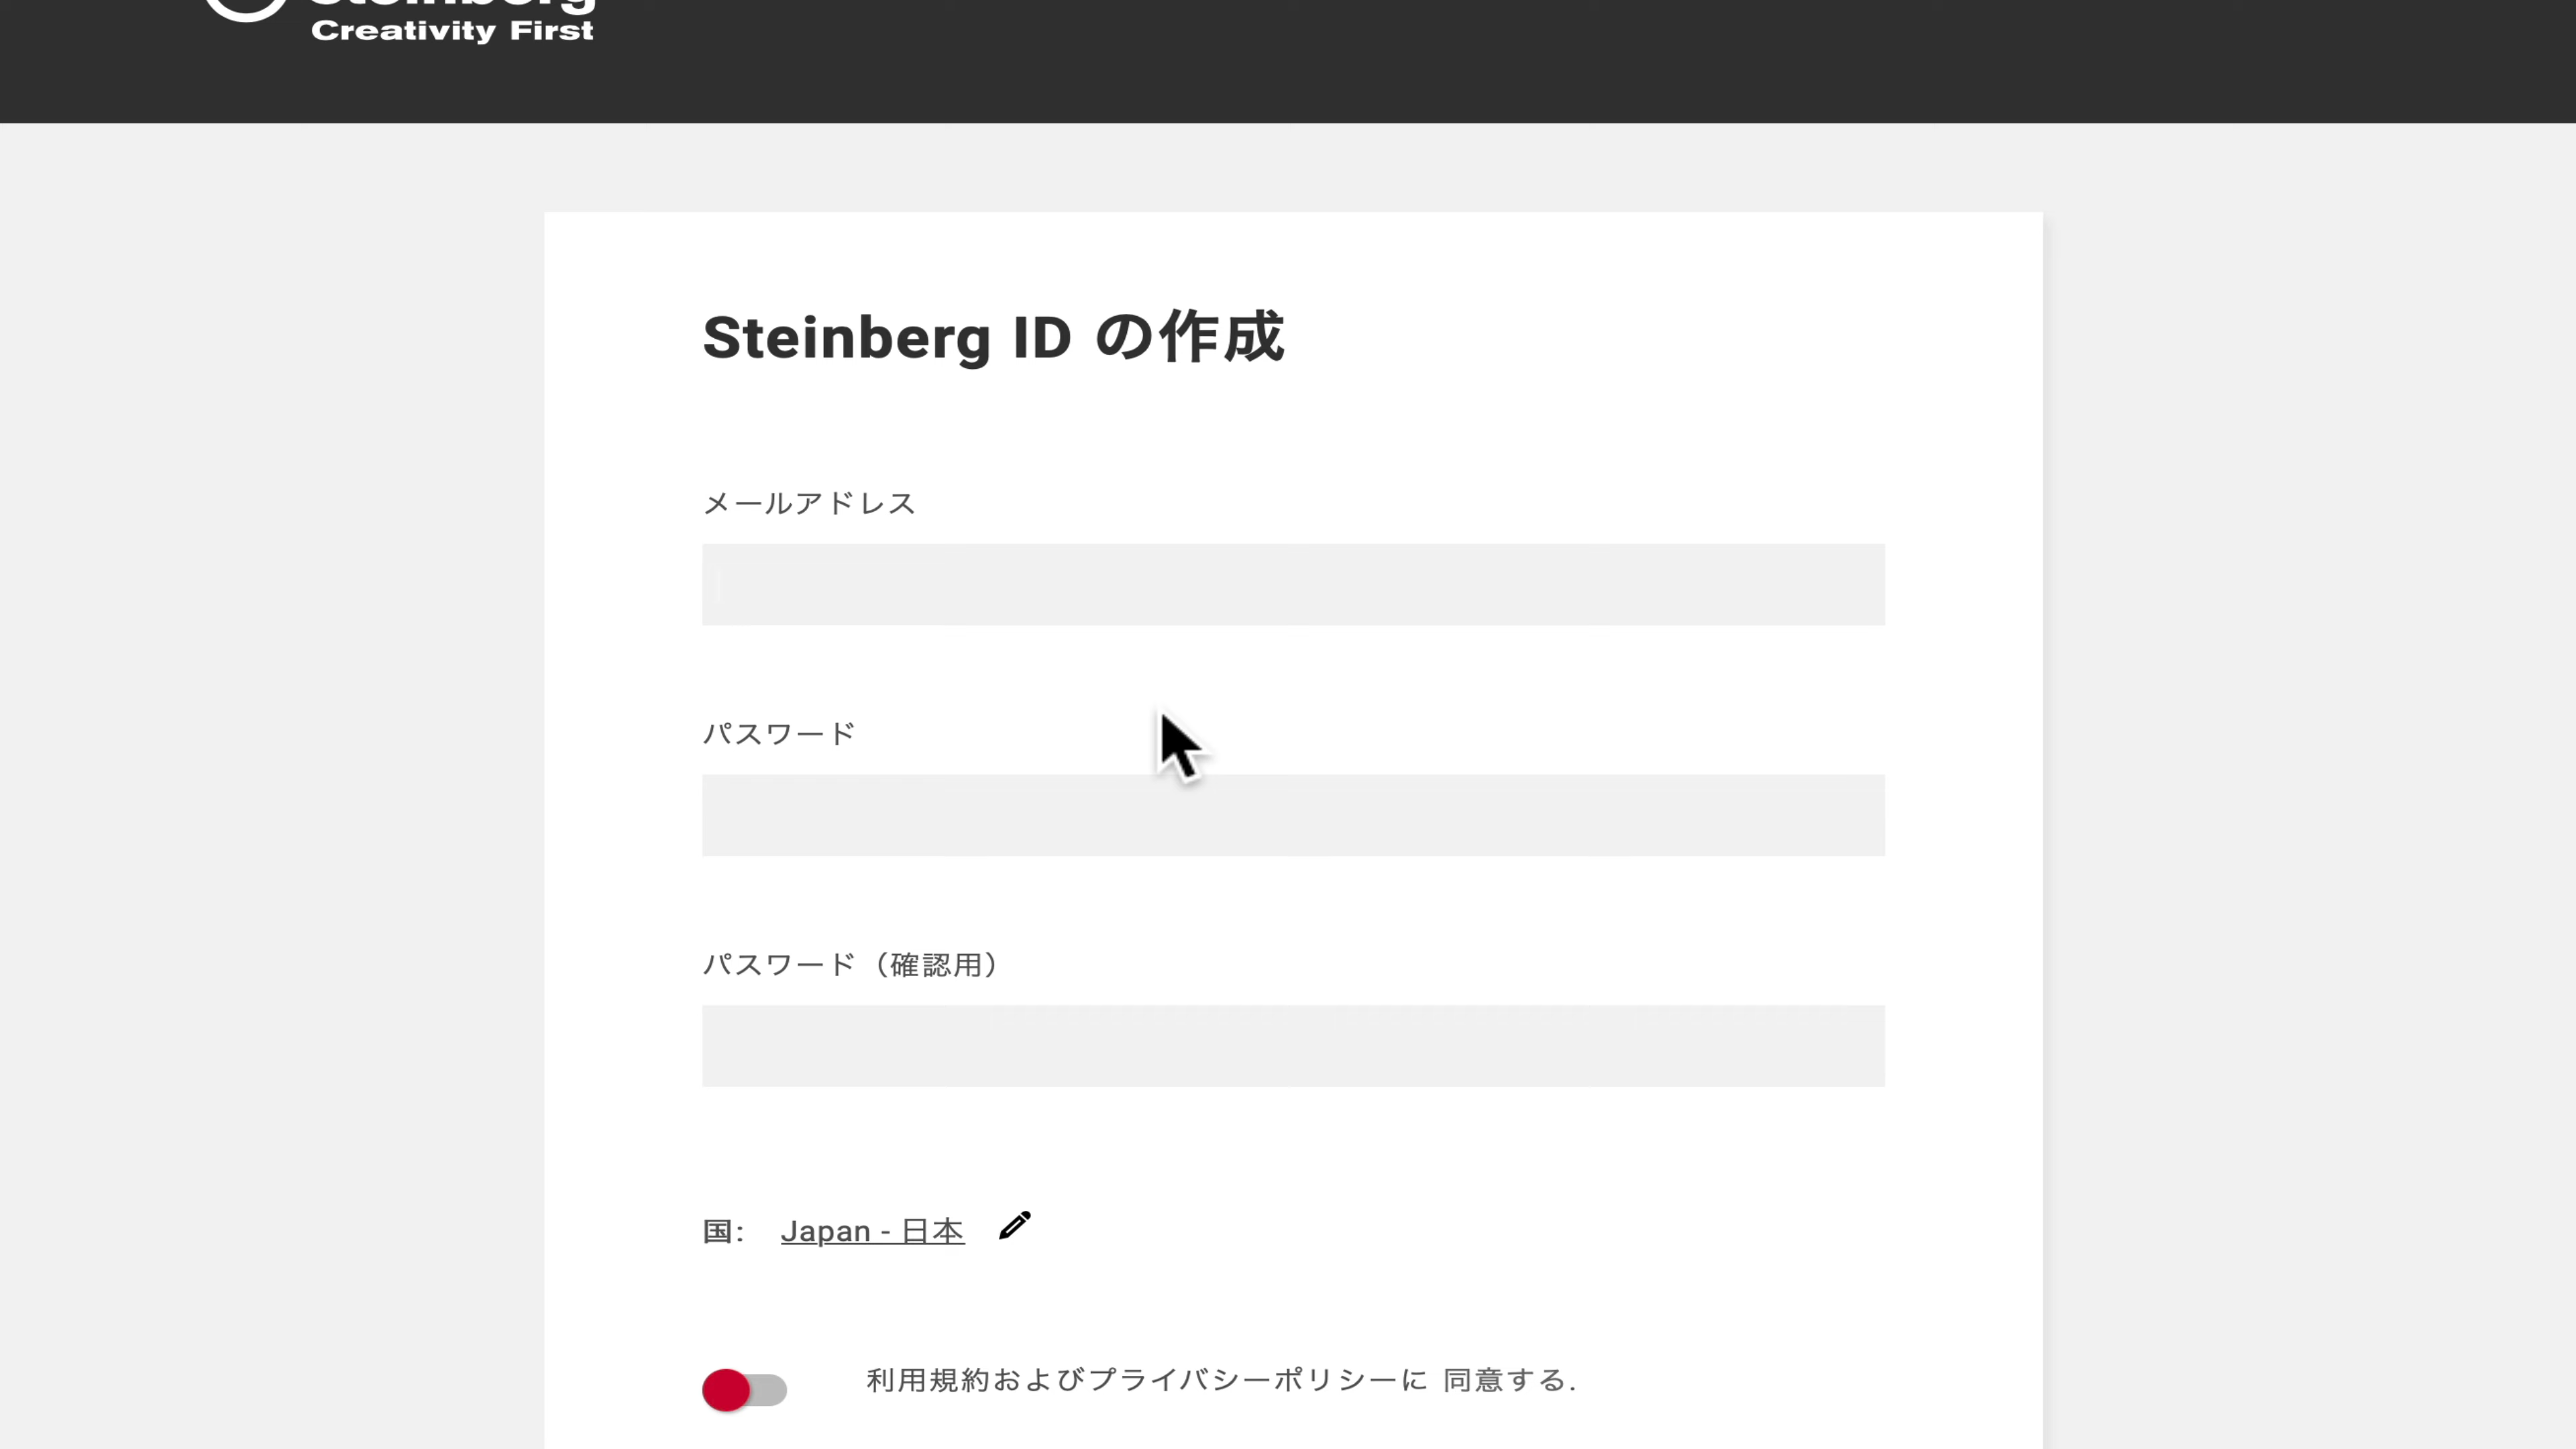 Steinberg
Creativity First
Steinberg ID の作成
メールアドレス
パスワード
パスワード（確認用）
国: Japan - 日本
利用規約およびプライバシーポリシーに 同意する.